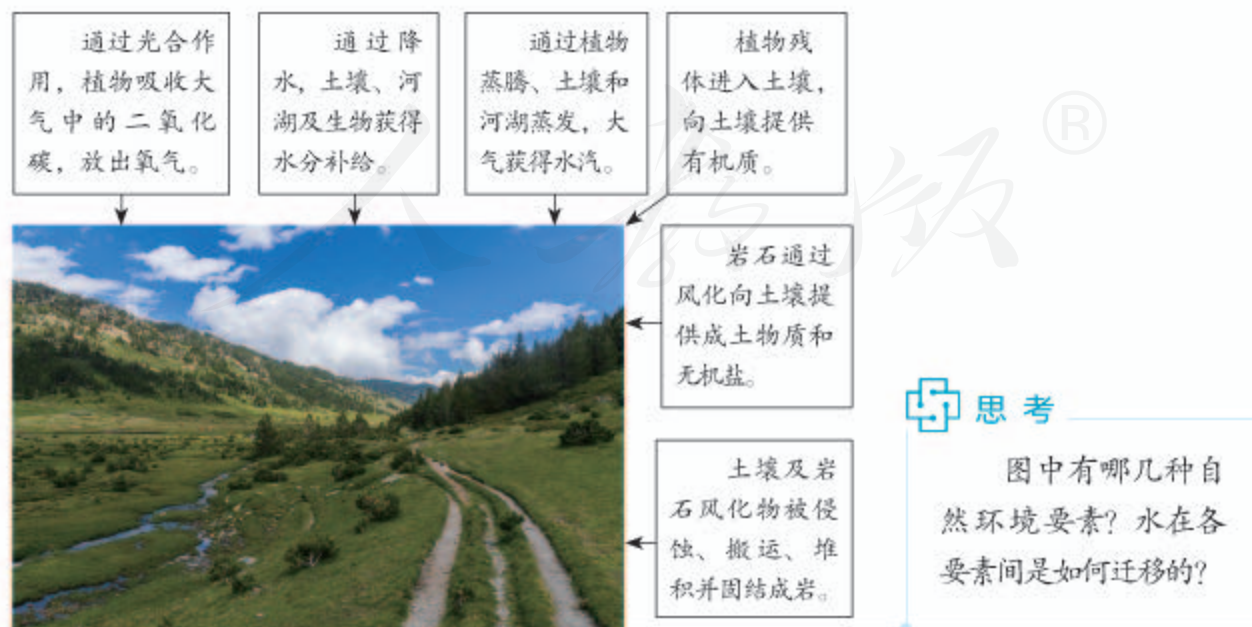 通过光合作
用，植物吸收大
气中的二氧化
碳，放出氧气。
通过降
水，土壤、河
湖及生物获得
水分补给。
通过植物
蒸腾、土壤和
河湖蒸发，大
气获得水汽。
植物残
体进入土壤，
向土壤提供
有机质。
人教版®
岩石通过
风化向土壤提
供成土物质和
无机盐。
土壤及岩
石风化物被侵
蚀、搬运、堆
积并固结成岩。
思考
图中有哪几种自
然环境要素？水在各
要素间是如何迁移的？